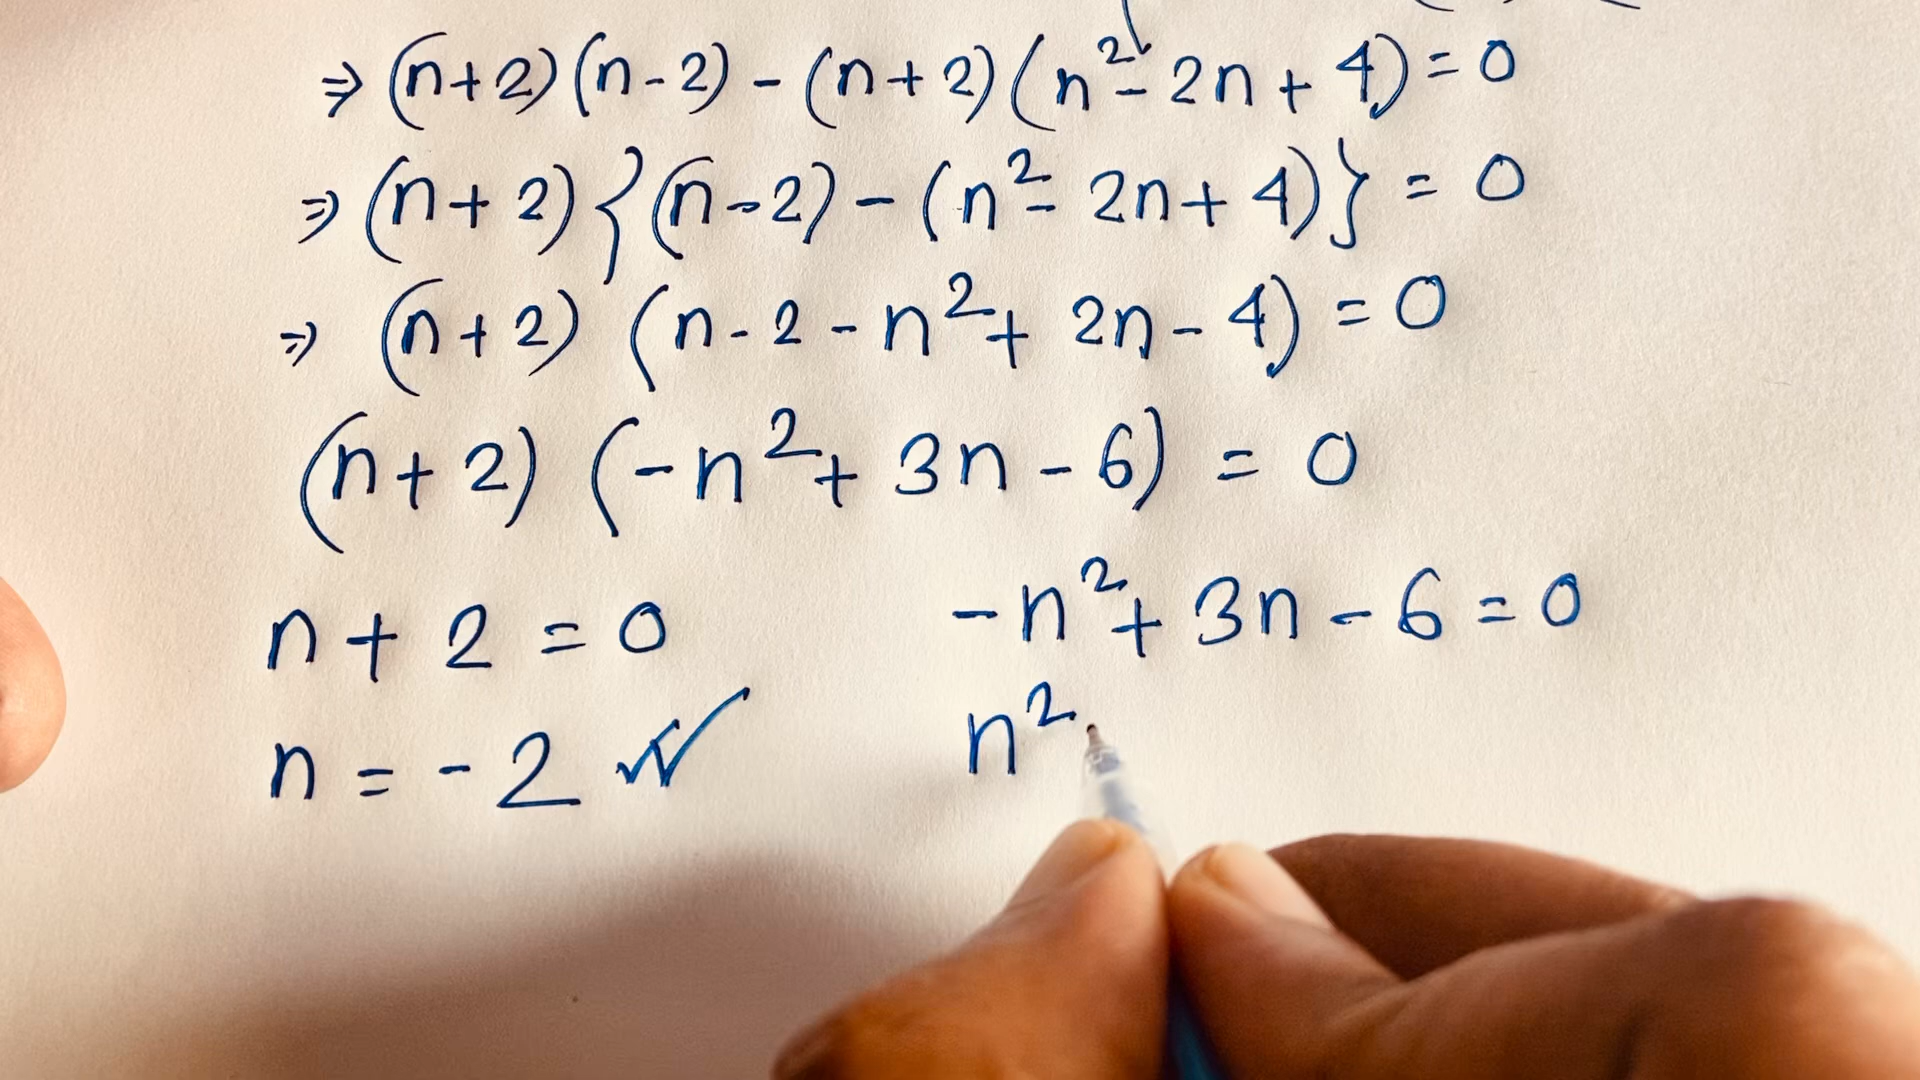 ⇒ (n+2)(n-2) - (n+2)(n²- 2n + 4) = 0
⇒ (n+2){(n-2) - (n²- 2n + 4)} = 0
⇒ (n+2) (n-2-n²+ 2n - 4) = 0
(n+2) (-n²+ 3n - 6) = 0
n + 2 = 0 -n²+ 3n - 6 = 0
n = -2 n²